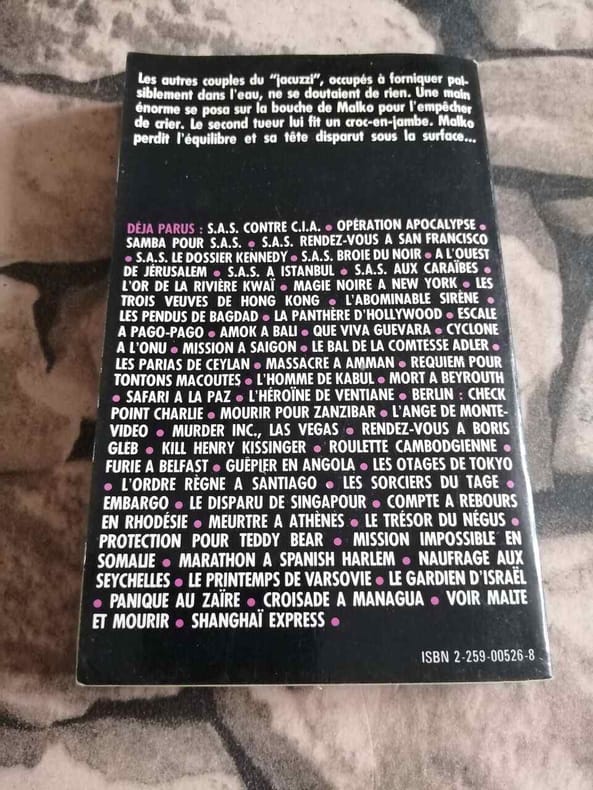 Les autres couples du "jacuzzi", occupés à forniquer pai-
siblement dans l'eau, ne se doutaient de rien. Une main
énorme se posa sur la bouche de Malko pour l'empêcher
de crier. Le second tueur lui fit un croc-en-jambe. Malko
perdit l'équilibre et sa tête disparut sous la surface...
DÉJA PARUS : S.A.S. CONTRE C.I.A. • OPÉRATION APOCALYPSE •
SAMBA POUR S.A.S. • S.A.S. RENDEZ-VOUS A SAN FRANCISCO
• S.A.S. LE DOSSIER KENNEDY • S.A.S. BROIE DU NOIR • A L'OUEST
DE JÉRUSALEM • S.A.S. A ISTANBUL • S.A.S. AUX CARAÏBES •
L'OR DE LA RIVIÈRE KWAÏ • MAGIE NOIRE A NEW YORK • LES
TROIS VEUVES DE HONG KONG • L'ABOMINABLE SIRÈNE •
LES PENDUS DE BAGDAD • LA PANTHÈRE D'HOLLYWOOD • ESCALE
A PAGO-PAGO • AMOK A BALI • QUE VIVA GUEVARA • CYCLONE
A L'ONU • MISSION A SAIGON • LE BAL DE LA COMTESSE ADLER •
LES PARIAS DE CEYLAN • MASSACRE A AMMAN • REQUIEM POUR
TONTONS MACOUTES • L'HOMME DE KABUL • MORT A BEYROUTH
• SAFARI A LA PAZ • L'HÉROÏNE DE VENTIANE • BERLIN : CHECK
POINT CHARLIE • MOURIR POUR ZANZIBAR • L'ANGE DE MONTE-
VIDEO • MURDER INC., LAS VEGAS • RENDEZ-VOUS A BORIS
GLEB • KILL HENRY KISSINGER • ROULETTE CAMBODGIENNE •
FURIE A BELFAST • GUÊPIER EN ANGOLA • LES OTAGES DE TOKYO
• L'ORDRE RÈGNE A SANTIAGO • LES SORCIERS DU TAGE •
EMBARGO • LE DISPARU DE SINGAPOUR • COMPTE A REBOURS
EN RHODÉSIE • MEURTRE A ATHÈNES • LE TRÉSOR DU NÉGUS •
PROTECTION POUR TEDDY BEAR • MISSION IMPOSSIBLE EN
SOMALIE • MARATHON A SPANISH HARLEM • NAUFRAGE AUX
SEYCHELLES • LE PRINTEMPS DE VARSOVIE • LE GARDIEN D'ISRAËL
• PANIQUE AU ZAÏRE • CROISADE A MANAGUA • VOIR MALTE
ET MOURIR • SHANGHAÏ EXPRESS •
ISBN 2-259-00526-8